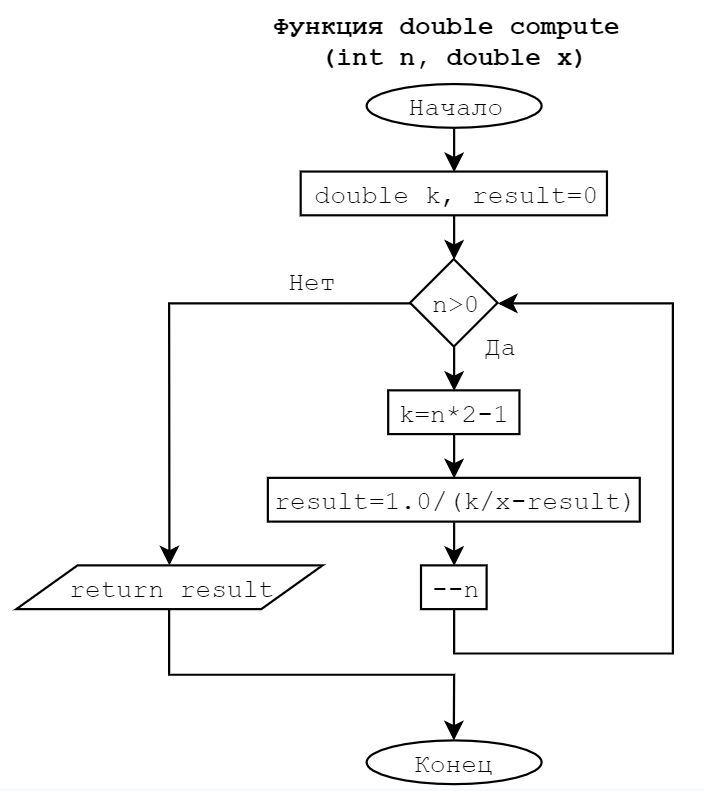 Функция double compute
(int n, double x)
Начало
double k, result=0
Нет
n>0
Да
k=n*2-1
result=1.0/(k/x-result)
return result
--n
Конец